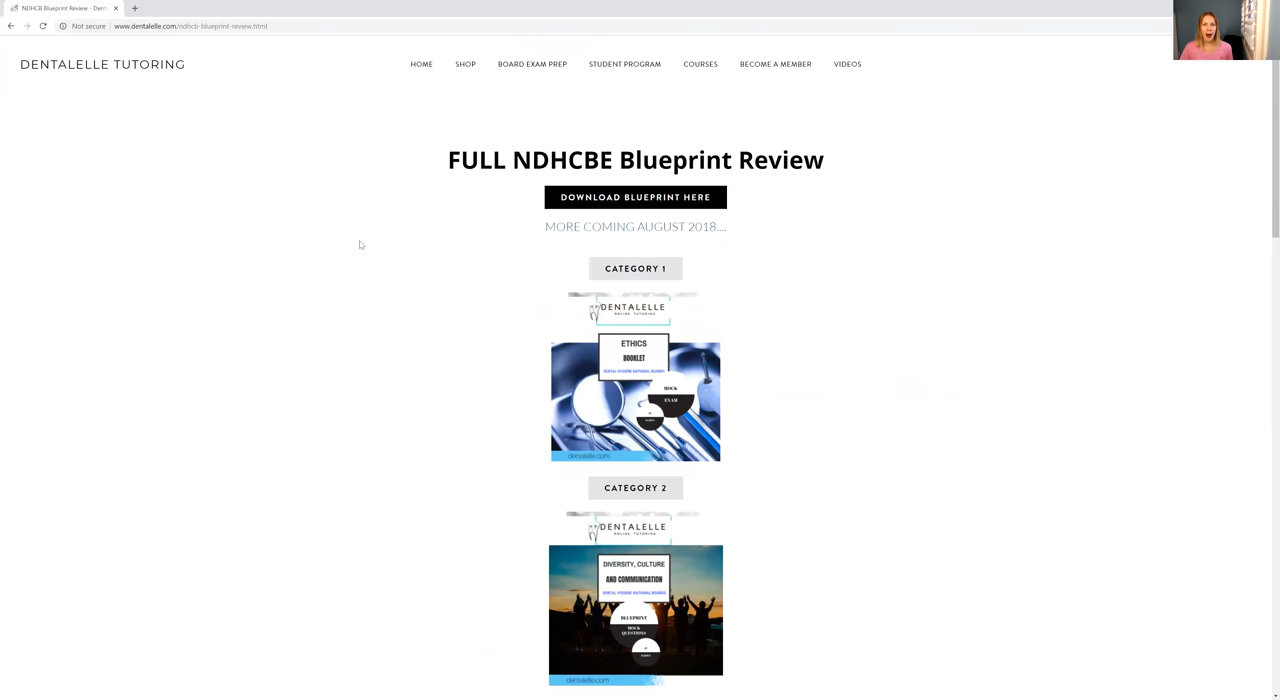 NDHCB Blueprint Review - Dent
Not secure
www.dentalelle.com/ndhcb-blueprint-review.html
DENTALELLE TUTORING
HOME
SHOP
BOARD EXAM PREP
STUDENT PROGRAM
COURSES
BECOME A MEMBER
VIDEOS
FULL NDHCBE Blueprint Review
DOWNLOAD BLUEPRINT HERE
MORE COMING AUGUST 2018....
CATEGORY 1
DENTALELLE
ONLINE TUTORING
ETHICS
BOOKLET
DENTAL HYGIENE NATIONAL BOARDS
MOCK
EXAM
dentalelle.com
CATEGORY 2
DENTALELLE
ONLINE TUTORING
DIVERSITY, CULTURE
AND COMMUNICATION
DENTAL HYGIENE NATIONAL BOARDS
BLUEPRINT
MOCK
QUESTIONS
dentalelle.com